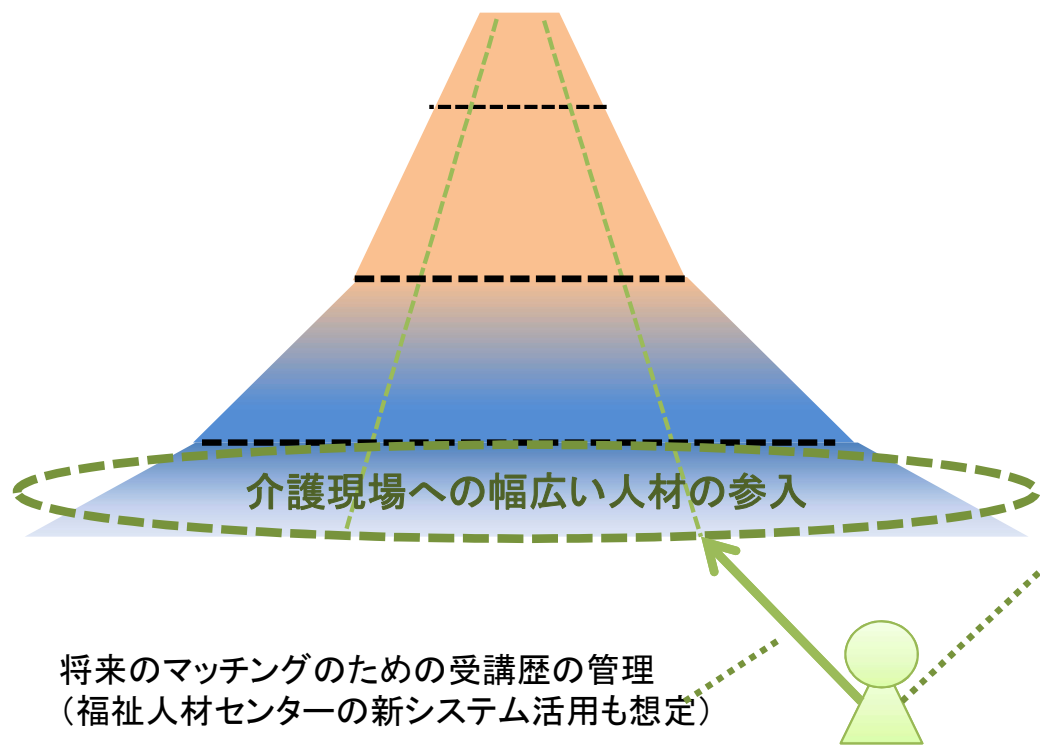 介護現場への幅広い人材の参入
将来のマッチングのための受講歴の管理
（福祉人材センターの新システム活用も想定）